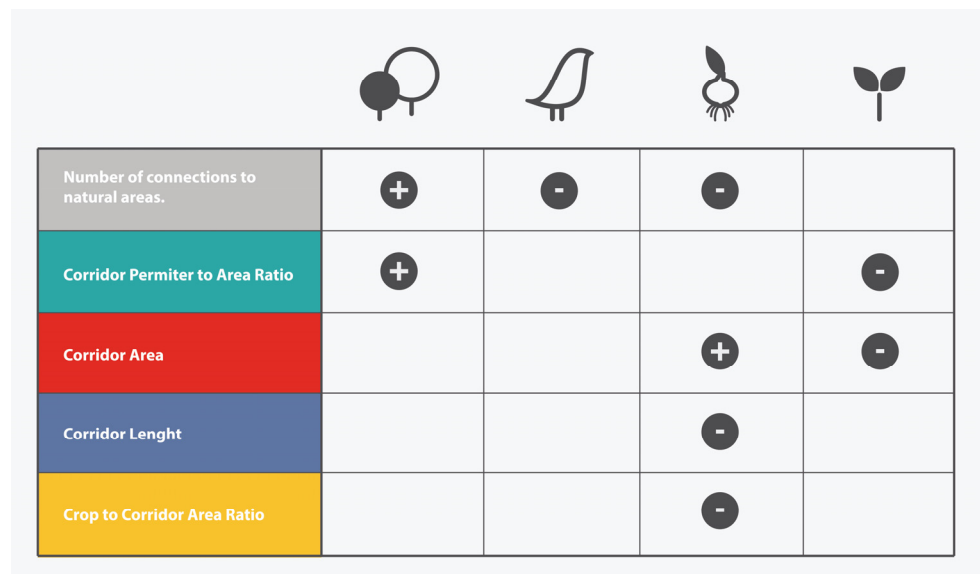 Number of connections to
natural areas.
+
-
-
Corridor Permiter to Area Ratio
+
-
Corridor Area
+
-
Corridor Lenght
-
Crop to Corridor Area Ratio
-